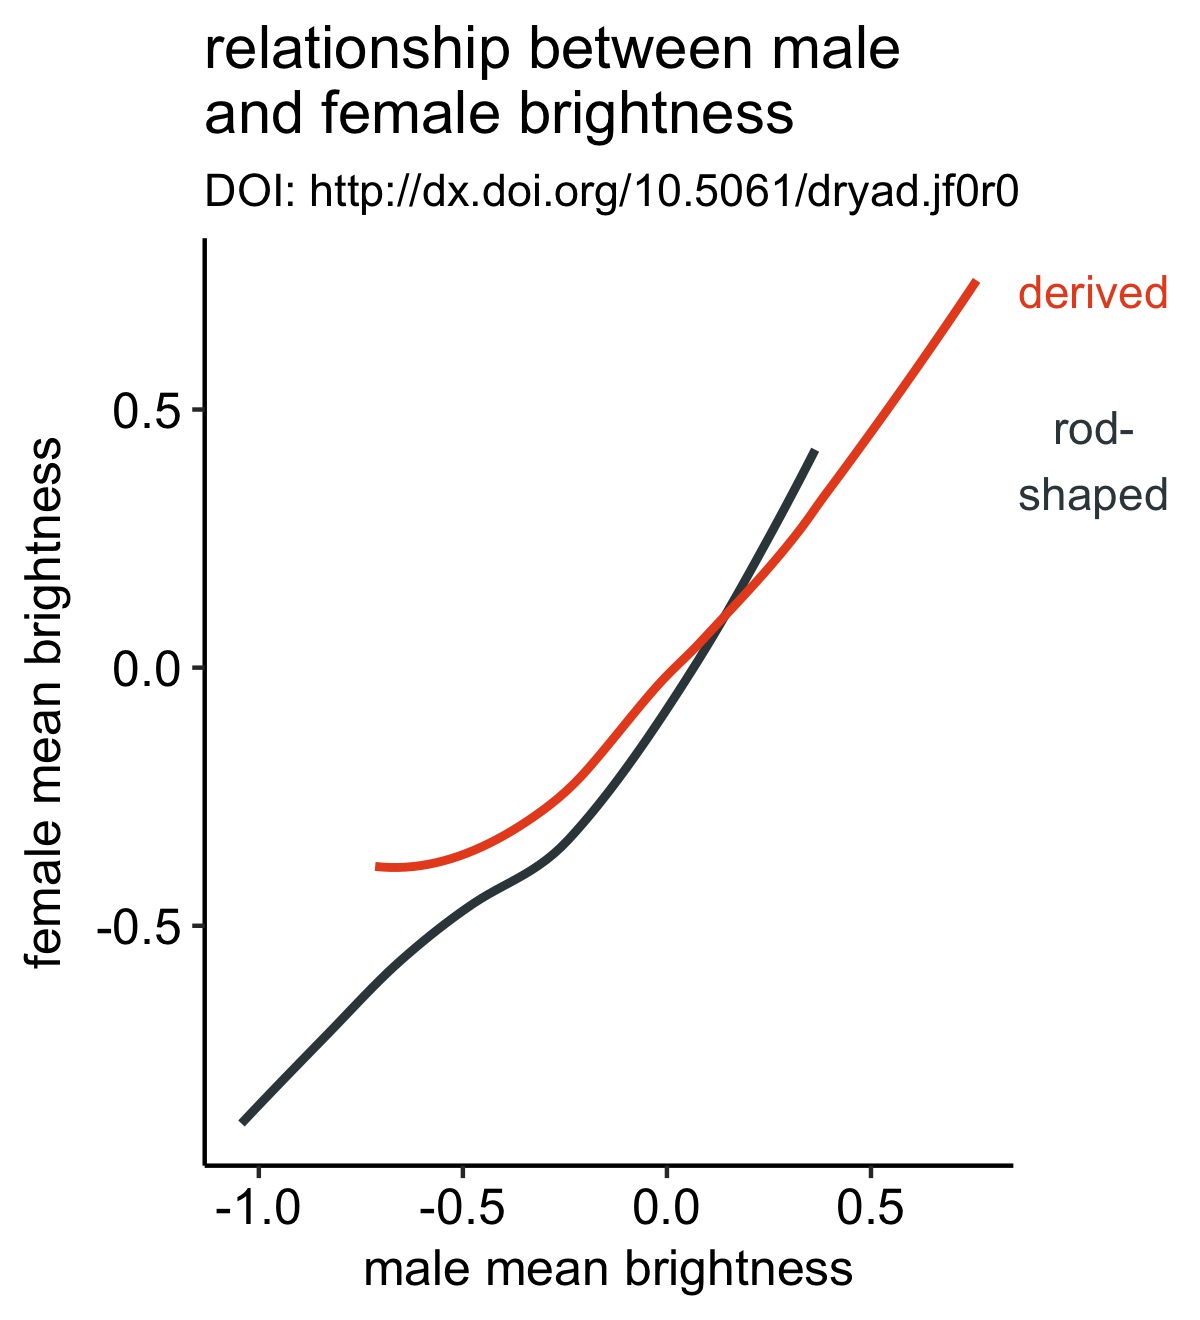 relationship between male
and female brightness
DOI: http://dx.doi.org/10.5061/dryad.jf0r0
derived
rod-
shaped
female mean brightness
0.5
0.0
-0.5
-1.0 -0.5 0.0 0.5
male mean brightness